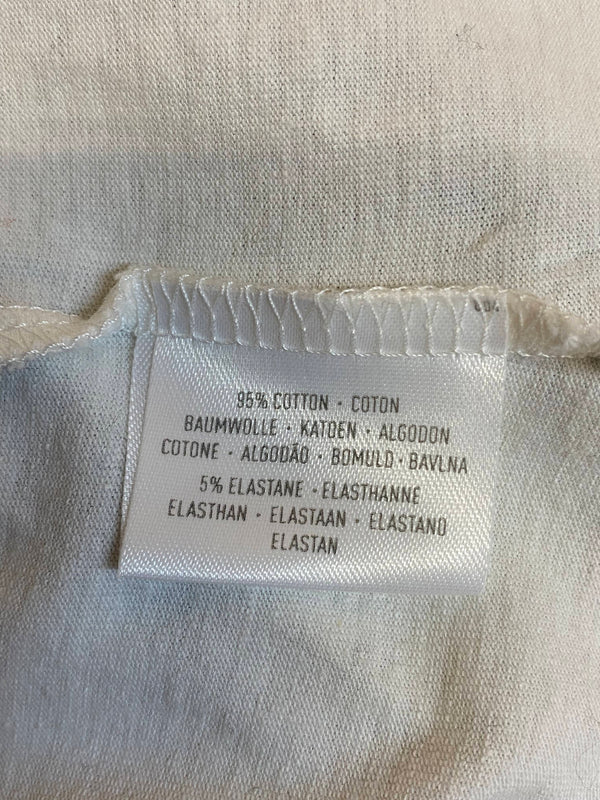 95% COTTON · COTON
BAUMWOLLE · KATOEN · ALGODON
COTONE · ALGODÃO · BOMULD · BAVLNA
5% ELASTANE · ELASTHANNE
ELASTHAN · ELASTAAN · ELASTANO
ELASTAN